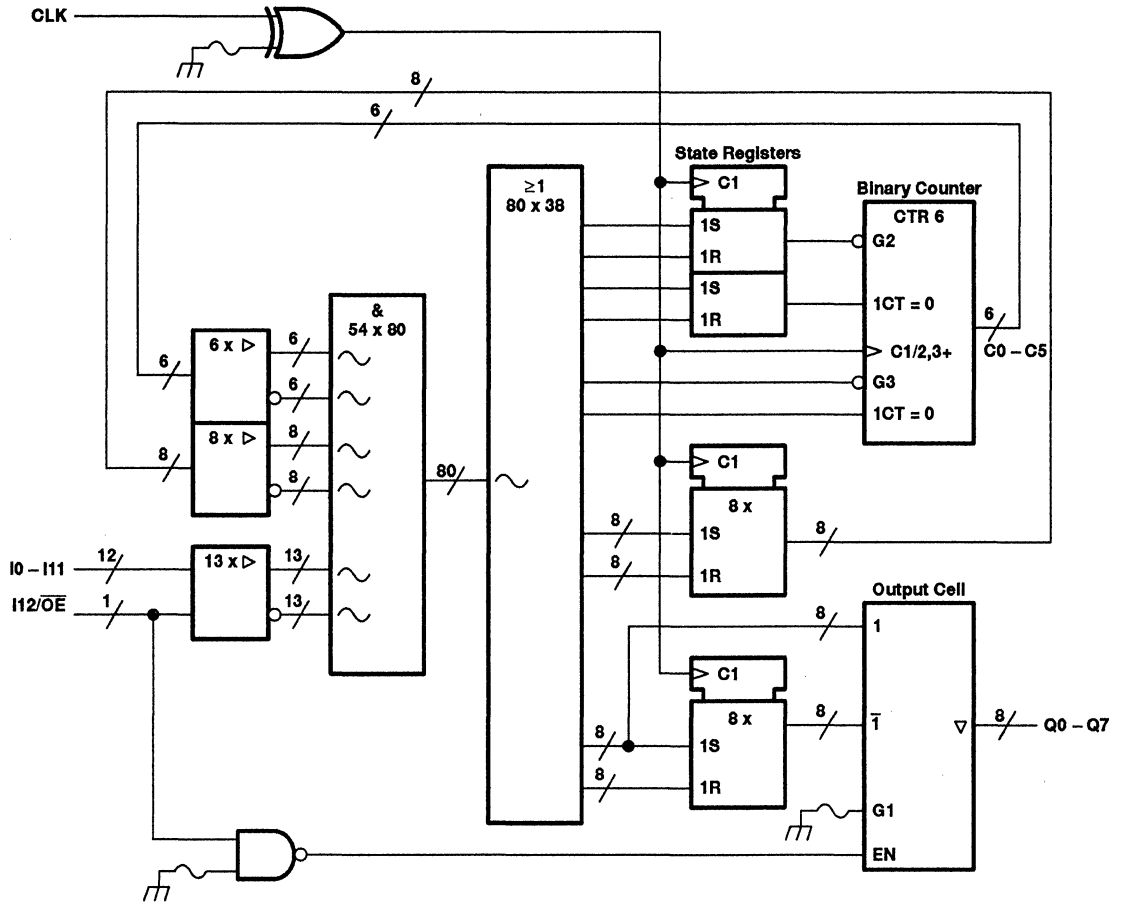 CLK
8
6
State Registers
C1
≥1
80 x 38
Binary Counter
CTR 6
1S
G2
1R
1S
1CT = 0
&
54 x 80
1R
6
6 x ▷
6
C1/2,3+
C0 – C5
6
G3
6
1CT = 0
8 x ▷
8
8
C1
80
8
8 x
8
1S
8
I0 – I11
12
13 x ▷
13
8
1R
Output Cell
I12/O̅E̅
1
13
8
1
C1
8 x
8
1̅
▽
8
Q0 – Q7
8
1S
8
1R
G1
EN